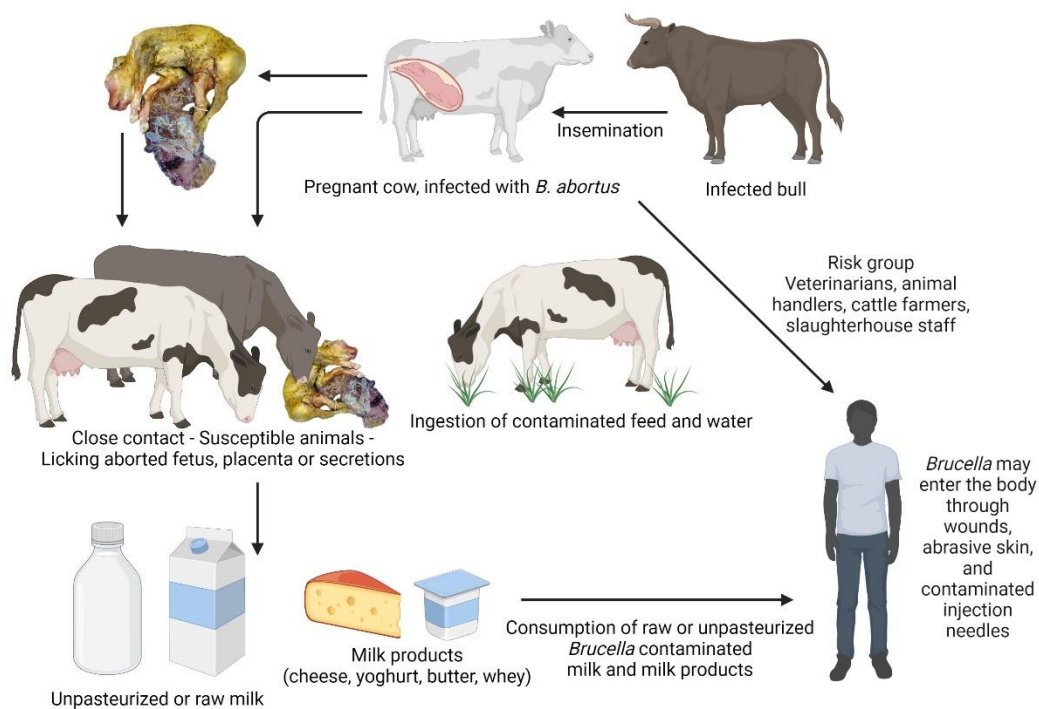 Insemination
Pregnant cow, infected with B. abortus
Infected bull
Risk group
Veterinarians, animal
handlers, cattle farmers,
slaughterhouse staff
Ingestion of contaminated feed and water
Close contact - Susceptible animals -
Licking aborted fetus, placenta or secretions
Brucella may
enter the body
through
wounds,
abrasive skin,
and
contaminated
injection
needles
Consumption of raw or unpasteurized
Brucella contaminated
milk and milk products
Milk products
(cheese, yoghurt, butter, whey)
Unpasteurized or raw milk